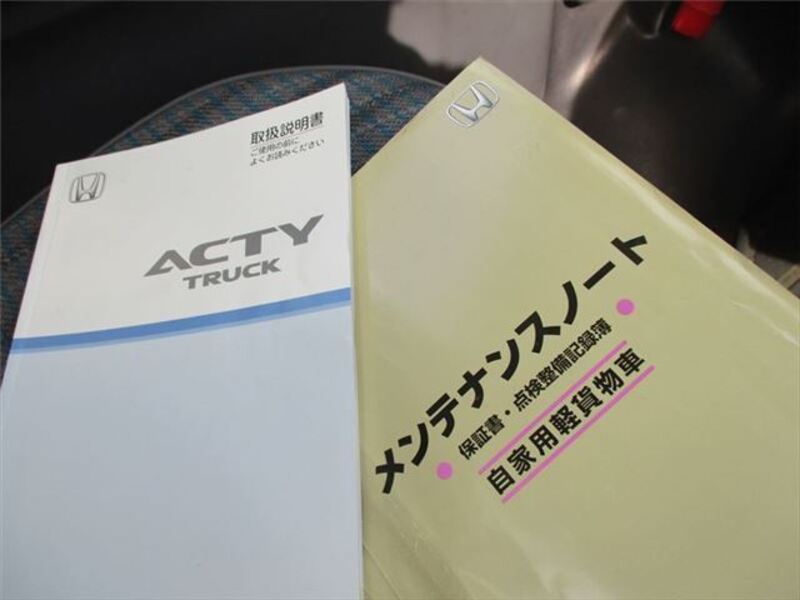 取扱説明書
ご使用の前に
よくお読みください
ACTY
TRUCK
メンテナンスノート
保証書・点検整備記録簿
自家用軽貨物車